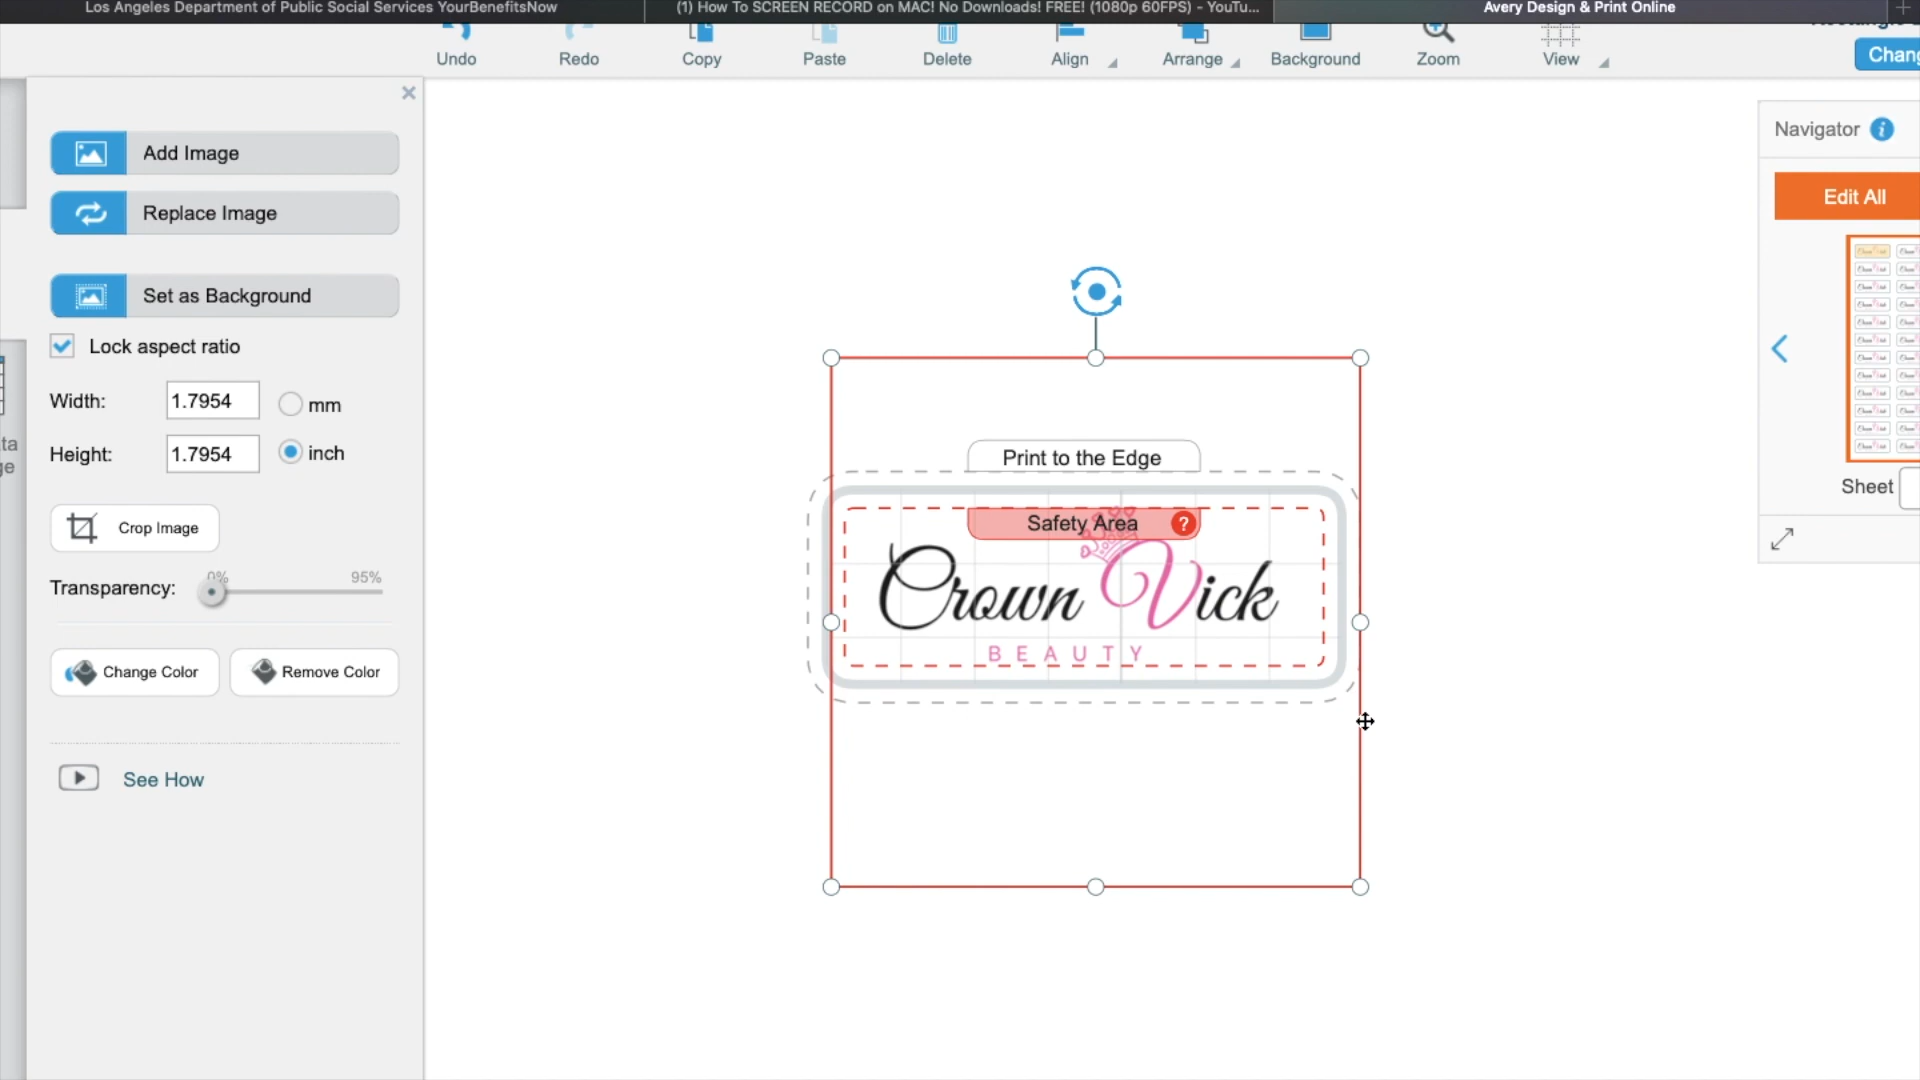 Los Angeles Department of Public Social Services YourBenefitsNow
(1) How To SCREEN RECORD on MAC! No Downloads! FREE! (1080p 60FPS) - YouTu...
Avery Design & Print Online
Undo
Redo
Copy
Paste
Delete
Align
Arrange
Background
Zoom
View
Chang
Add Image
Replace Image
Set as Background
Lock aspect ratio
Width: 1.7954 mm
Height: 1.7954 inch
Crop Image
Transparency: 0% 95%
Change Color
Remove Color
See How
Print to the Edge
Safety Area ?
Crown Vick
BEAUTY
Navigator i
Edit All
Sheet
ta
ge